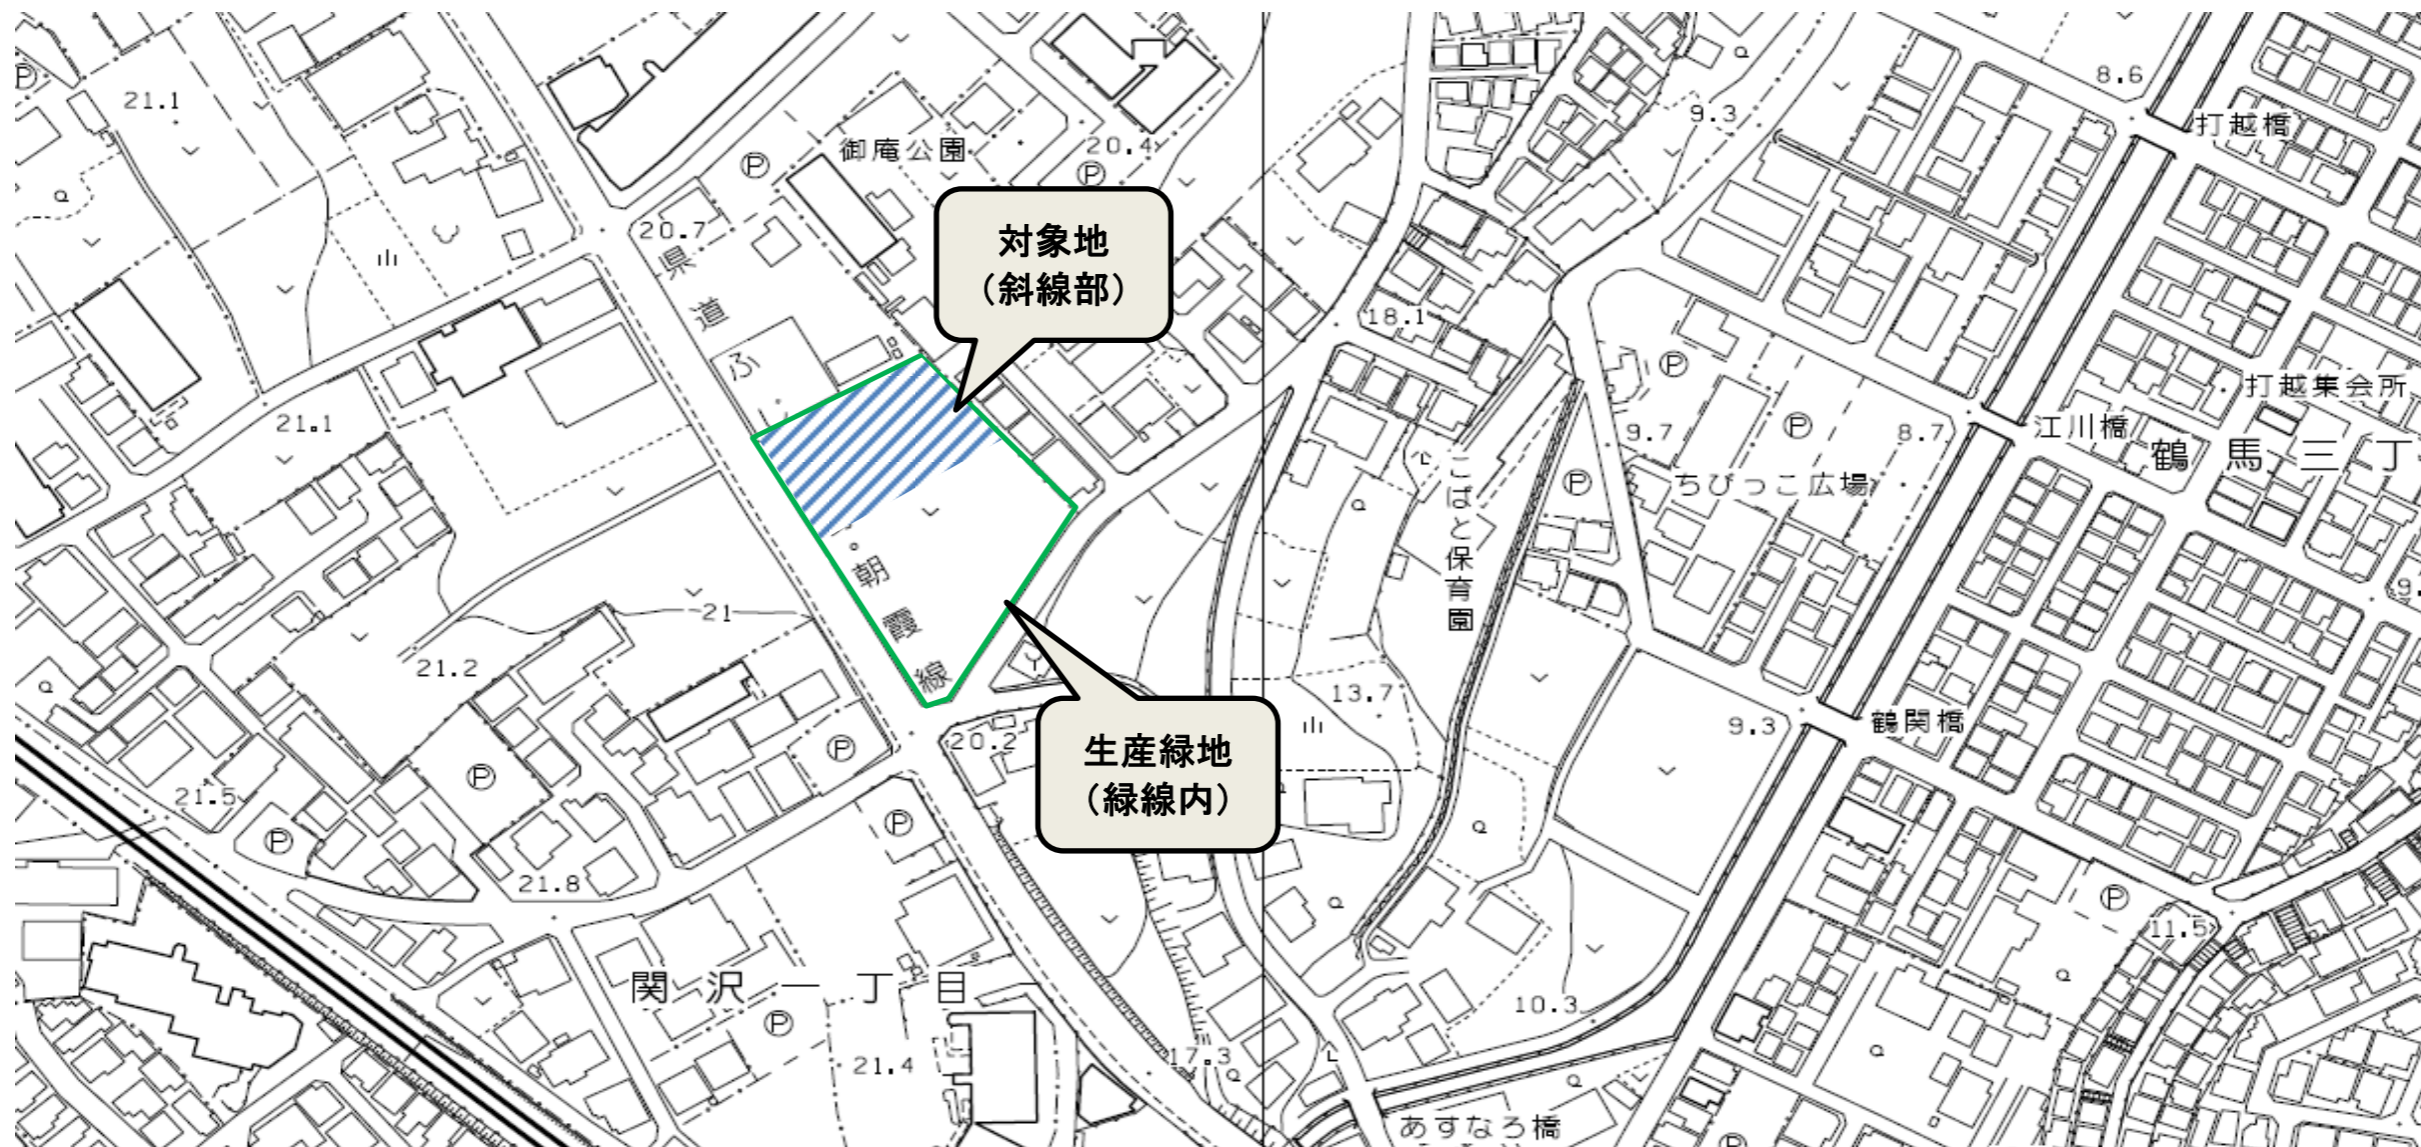 8.6
P
21.1
9.3
打越橋
御庵公園
20.4
P
P
20.7
対象地
（斜線部）
県道ふじ
18.1
P
打越集会所
21.1
P
9.7
8.7
江川橋
鶴馬三丁
ちびっこ広場
P
こばと保育園
・朝霞線
21
21.2
13.7
20.2
生産緑地
（緑線内）
9.3
鶴関橋
P
P
21.5
P
P
21.8
P
11.5
関沢一丁目
P
10.3
21.4
17.3
あすなろ橋
P